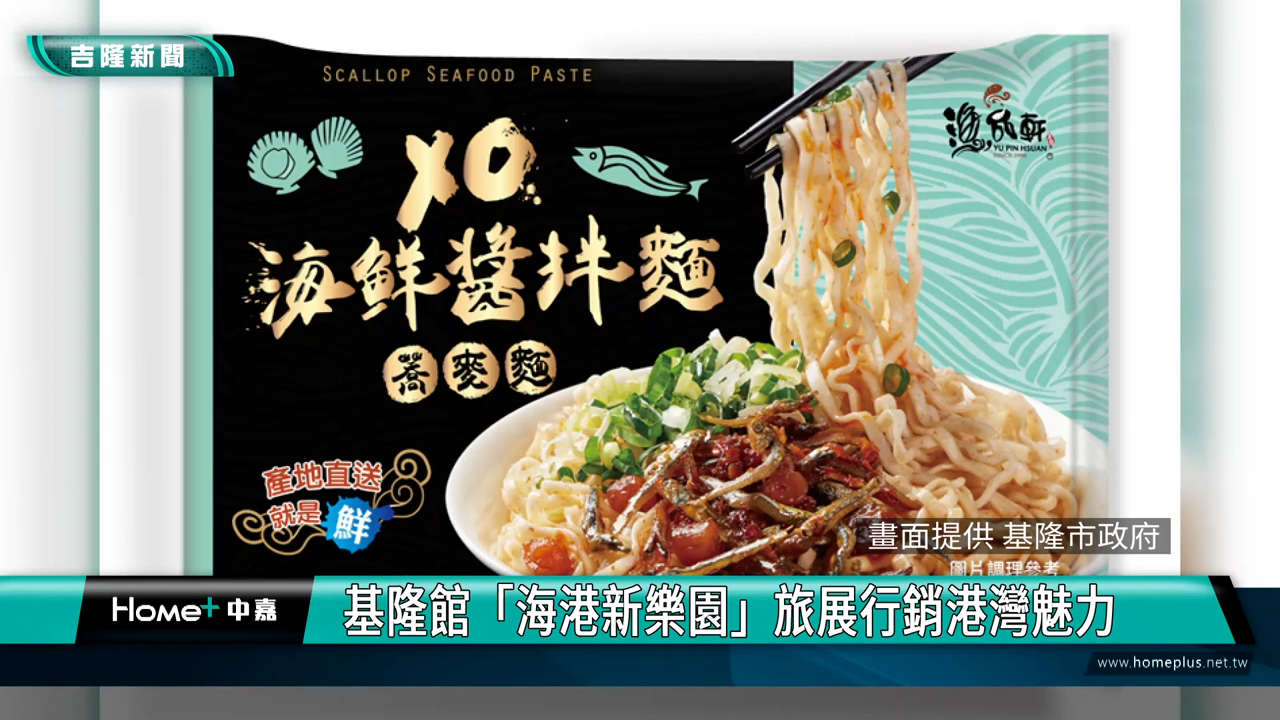 吉隆新聞
SCALLOP SEAFOOD PASTE
XO
海鮮醬拌麵
蕎麥麵
漁品軒
YU PIN HSUAN
產地直送
就是鮮
畫面提供 基隆市政府
圖片調理參考
Home+中嘉
基隆館「海港新樂園」旅展行銷港灣魅力
www.homeplus.net.tw